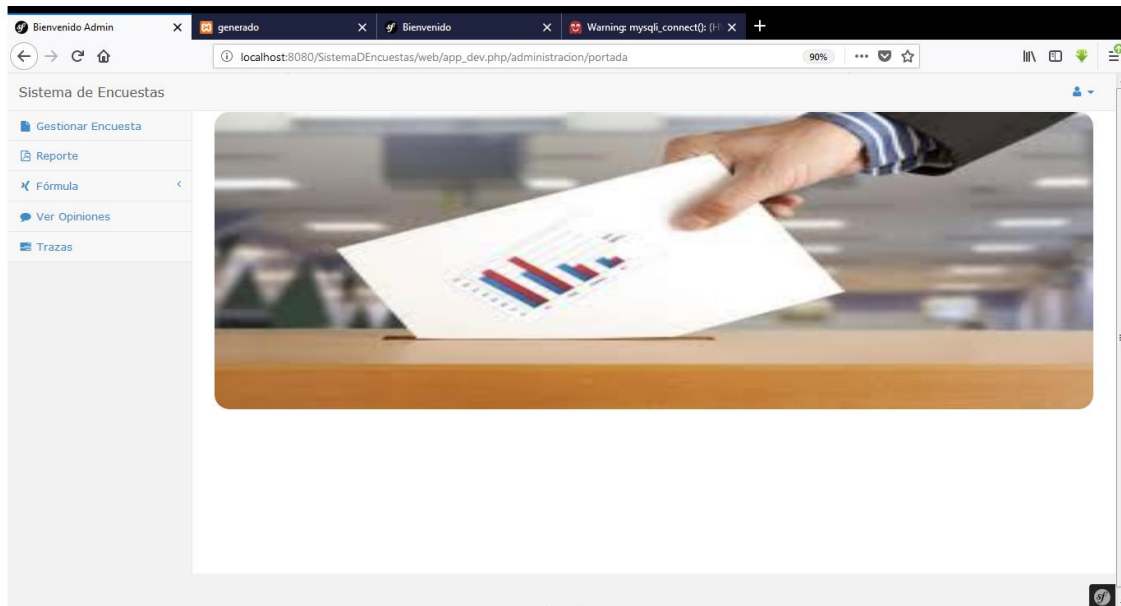 Bienvenido Admin
generado
Bienvenido
Warning: mysqli_connect(): (H
localhost:8080/SistemaDEncuestas/web/app_dev.php/administracion/portada
90%
Sistema de Encuestas
Gestionar Encuesta
Reporte
Fórmula
Ver Opiniones
Trazas
sf